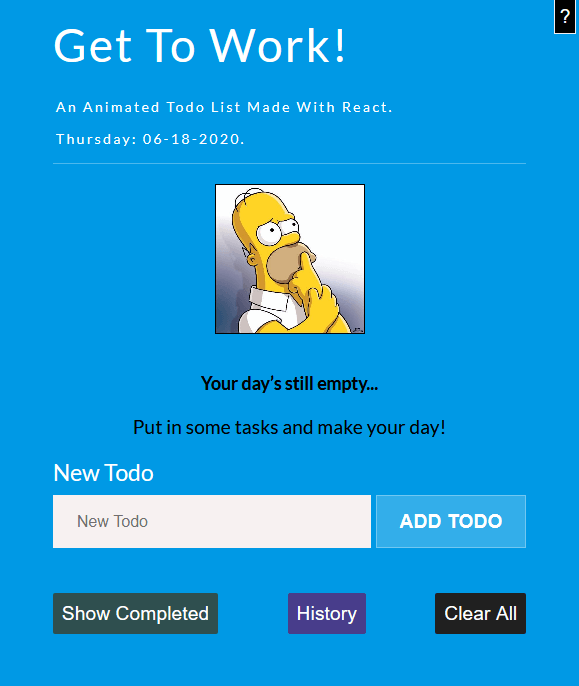 ?
Get To Work!
An Animated Todo List Made With React.
Thursday: 06-18-2020.
Your day’s still empty...
Put in some tasks and make your day!
New Todo
New Todo
ADD TODO
Show Completed
History
Clear All